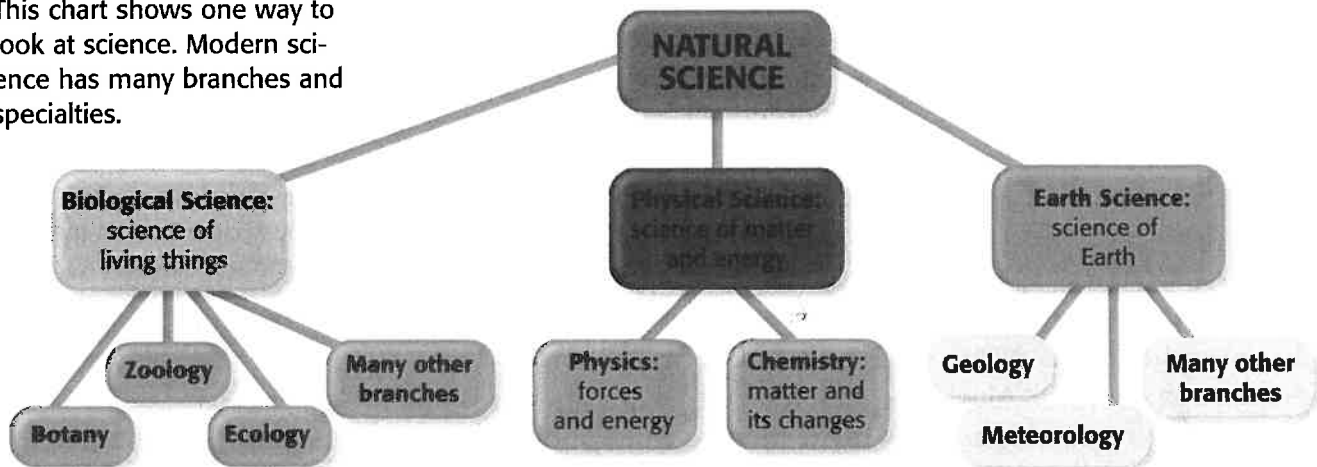 This chart shows one way to
look at science. Modern sci-
ence has many branches and
specialties.
NATURAL
SCIENCE
Biological Science:
science of
living things
Physical Science:
science of matter
and energy
Earth Science:
science of
Earth
Botany
Zoology
Ecology
Many other
branches
Physics:
forces
and energy
Chemistry:
matter and
its changes
Geology
Meteorology
Many other
branches